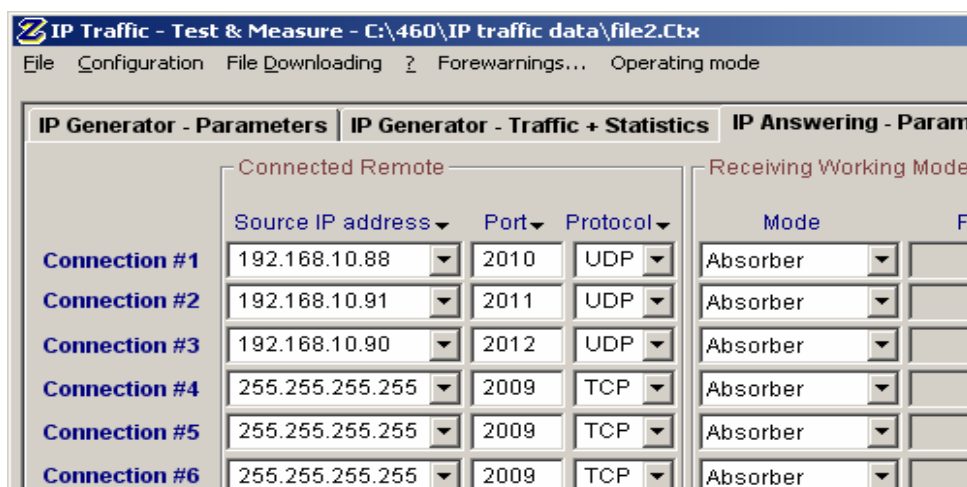 IP Traffic - Test & Measure - C:\460\IP traffic data\file2.Ctx
File Configuration File Downloading ? Forewarnings... Operating mode
IP Generator - Parameters IP Generator - Traffic + Statistics IP Answering - Param
Connected Remote Receiving Working Mode
Source IP address Port Protocol Mode F
Connection #1 192.168.10.88 2010 UDP Absorber
Connection #2 192.168.10.91 2011 UDP Absorber
Connection #3 192.168.10.90 2012 UDP Absorber
Connection #4 255.255.255.255 2009 TCP Absorber
Connection #5 255.255.255.255 2009 TCP Absorber
Connection #6 255.255.255.255 2009 TCP Absorber